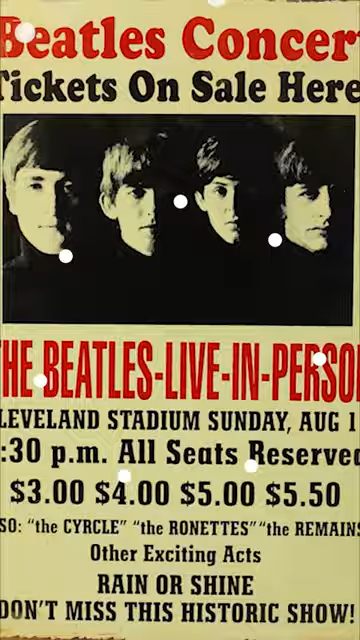 Beatles Concer
Tickets On Sale Here
THE BEATLES-LIVE-IN-PERSO
LEVELAND STADIUM SUNDAY, AUG 1
:30 p.m. All Seats Reserved
$3.00 $4.00 $5.00 $5.50
SO: "the CYRCLE" "the RONETTES" "the REMAINS
Other Exciting Acts
RAIN OR SHINE
DON'T MISS THIS HISTORIC SHOW!